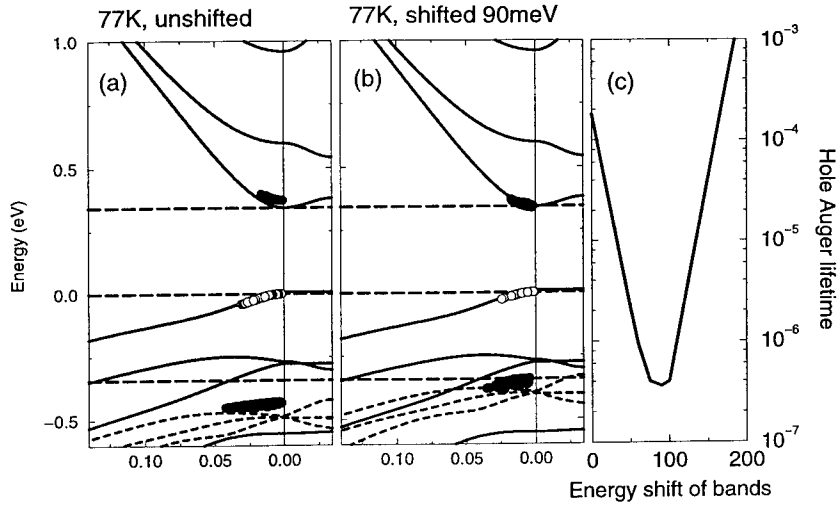 77K, unshifted
77K, shifted 90meV
(a)
(b)
(c)
1.0
0.5
0.0
−0.5
Energy (eV)
0.10
0.05
0.00
0.10
0.05
0.00
0
100
200
Energy shift of bands
10⁻³
10⁻⁴
10⁻⁵
10⁻⁶
10⁻⁷
Hole Auger lifetime